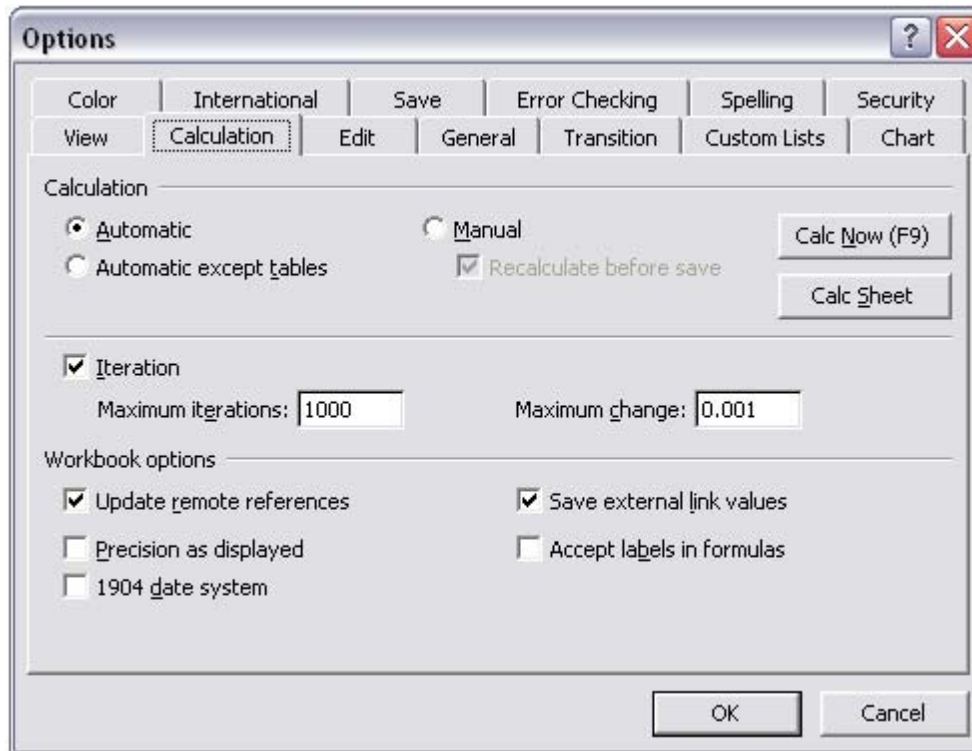 Options
Color International Save Error Checking Spelling Security
View Calculation Edit General Transition Custom Lists Chart
Calculation
Automatic Manual Calc Now (F9)
Automatic except tables Recalculate before save
Calc Sheet
Iteration
Maximum iterations: 1000 Maximum change: 0.001
Workbook options
Update remote references Save external link values
Precision as displayed Accept labels in formulas
1904 date system
OK Cancel